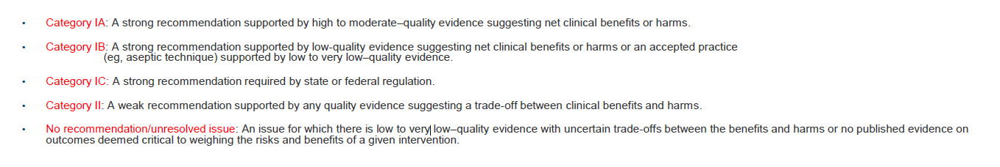 • Category IA: A strong recommendation supported by high to moderate–quality evidence suggesting net clinical benefits or harms.
• Category IB: A strong recommendation supported by low-quality evidence suggesting net clinical benefits or harms or an accepted practice
(eg, aseptic technique) supported by low to very low–quality evidence.
• Category IC: A strong recommendation required by state or federal regulation.
• Category II: A weak recommendation supported by any quality evidence suggesting a trade-off between clinical benefits and harms.
• No recommendation/unresolved issue: An issue for which there is low to very low–quality evidence with uncertain trade-offs between the benefits and harms or no published evidence on
outcomes deemed critical to weighing the risks and benefits of a given intervention.